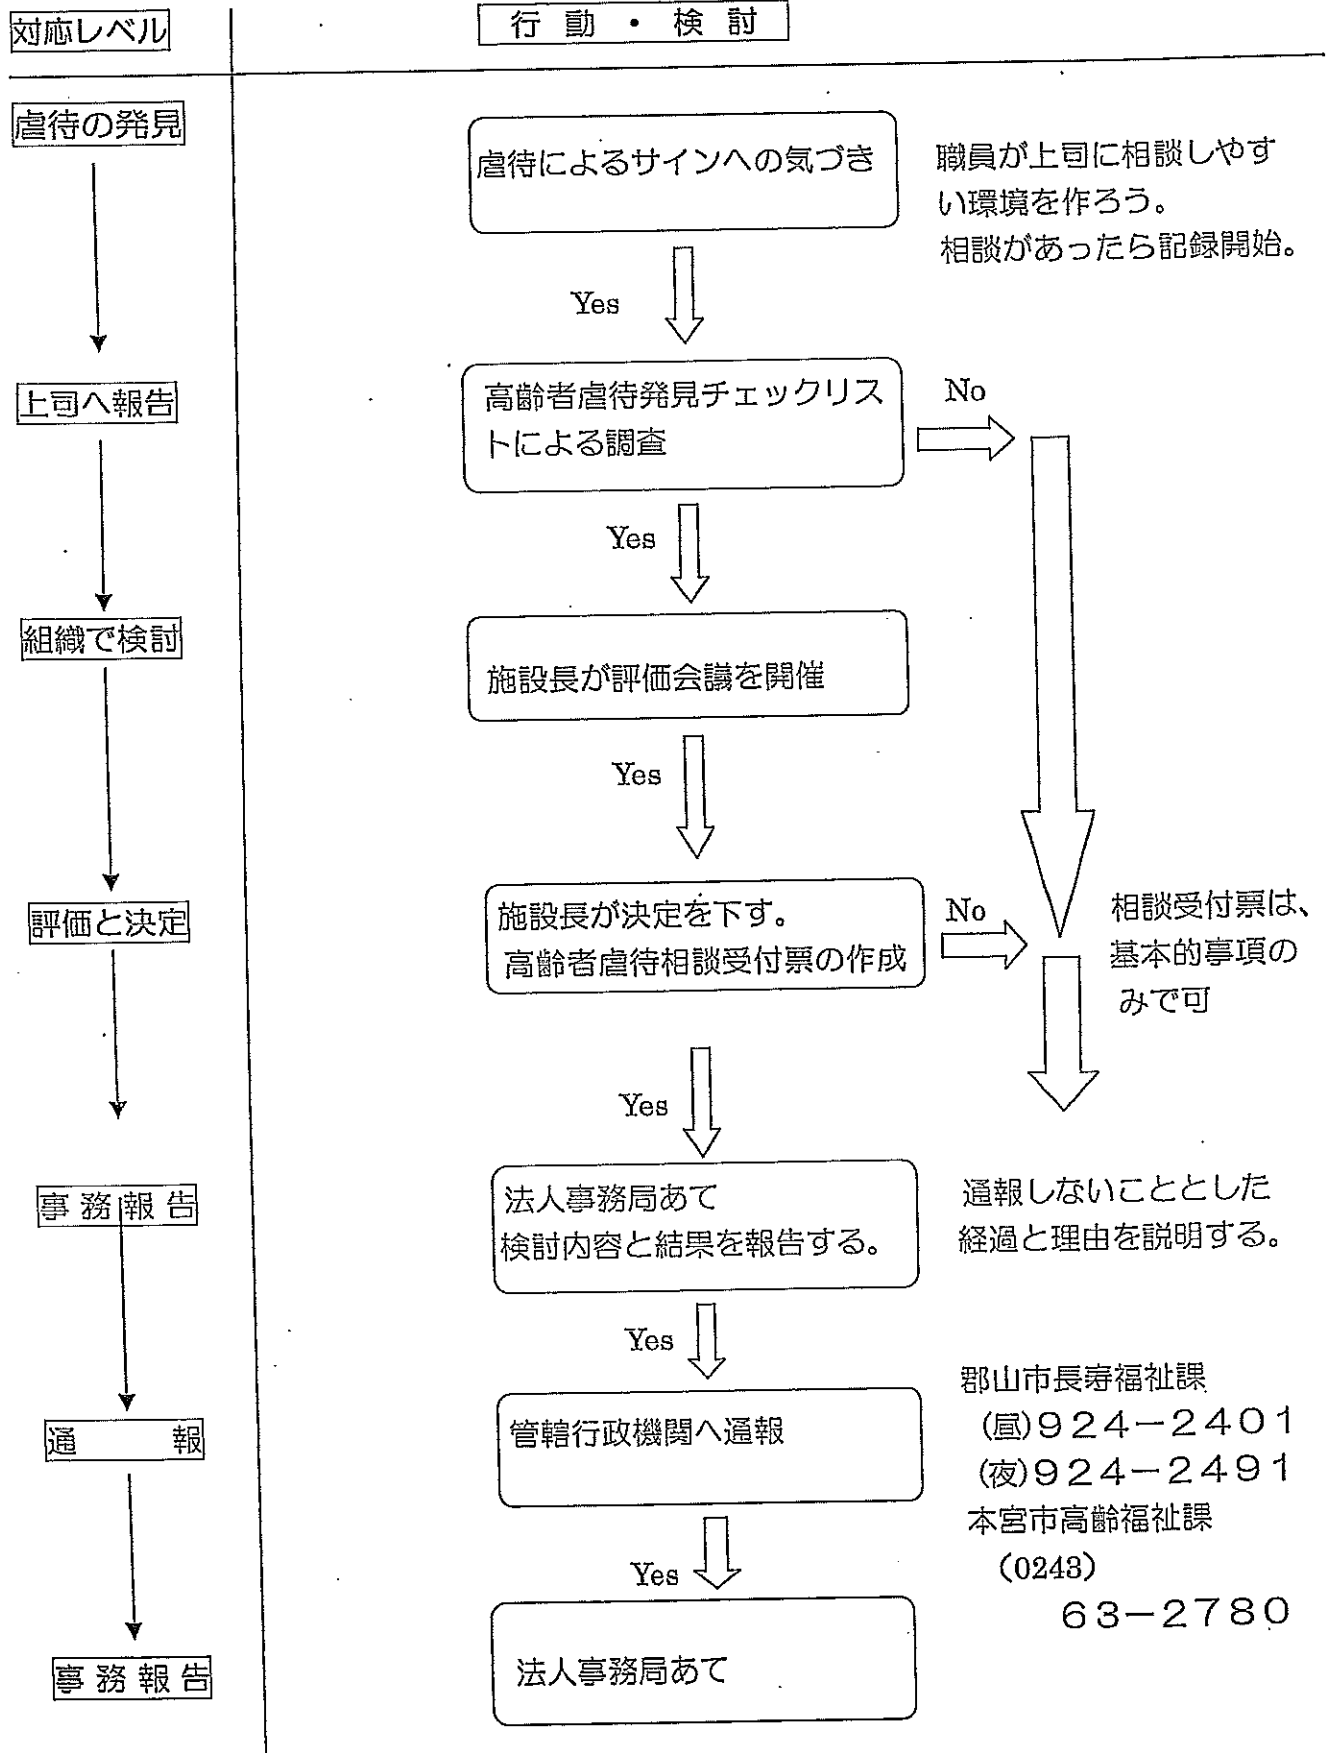 対応レベル
行動・検討
虐待の発見
虐待によるサインへの気づき
職員が上司に相談しやす
い環境を作ろう。
相談があったら記録開始。
Yes
上司へ報告
高齢者虐待発見チェックリス
トによる調査
No
Yes
組織で検討
施設長が評価会議を開催
Yes
評価と決定
施設長が決定を下す。
高齢者虐待相談受付票の作成
No
相談受付票は、
基本的事項の
みで可
Yes
事務報告
法人事務局あて
検討内容と結果を報告する。
通報しないこととした
経過と理由を説明する。
Yes
通報
管轄行政機関へ通報
郡山市長寿福祉課
(昼)924-2401
(夜)924-2491
本宮市高齢福祉課
(0243)
63-2780
Yes
事務報告
法人事務局あて